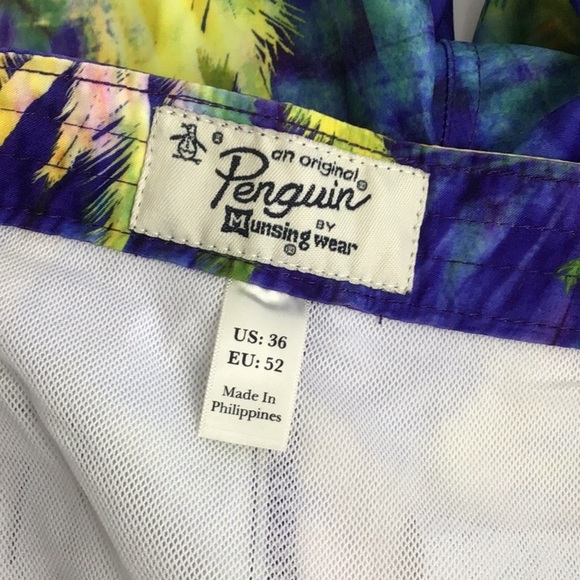 an original®
Penguin
BY
Munsingwear
®
®
US: 36
EU: 52
Made In
Philippines